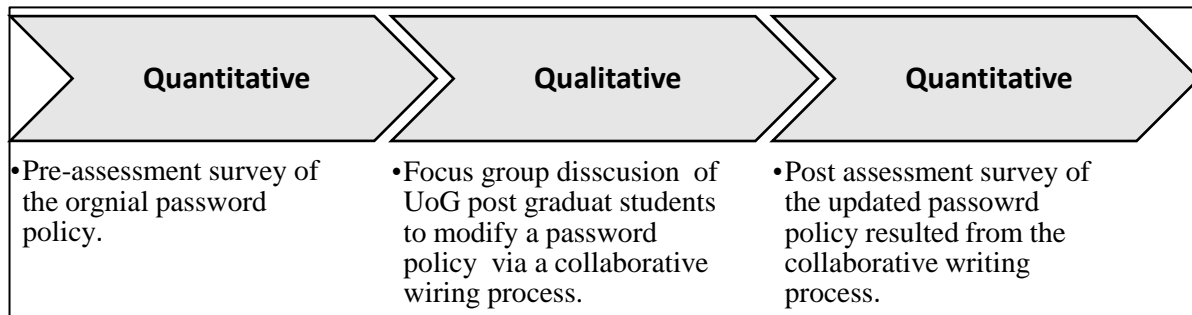 Quantitative
•Pre-assessment survey of
the orgnial password
policy.
Qualitative
•Focus group disscusion of
UoG post graduat students
to modify a password
policy via a collaborative
wiring process.
Quantitative
•Post assessment survey of
the updated passowrd
policy resulted from the
collaborative writing
process.